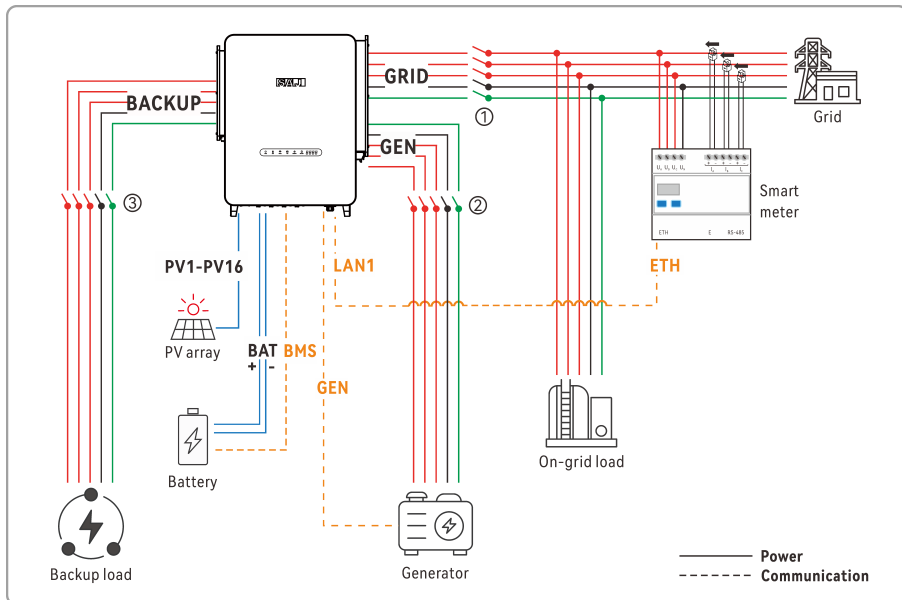 SAJ
BACKUP
GRID
GEN
①
②
③
Grid
Smart
meter
ETH
E
RS-485
PV1-PV16
LAN1
ETH
PV array
BAT
+ -
BMS
GEN
Battery
On-grid load
Backup load
Generator
Power
Communication